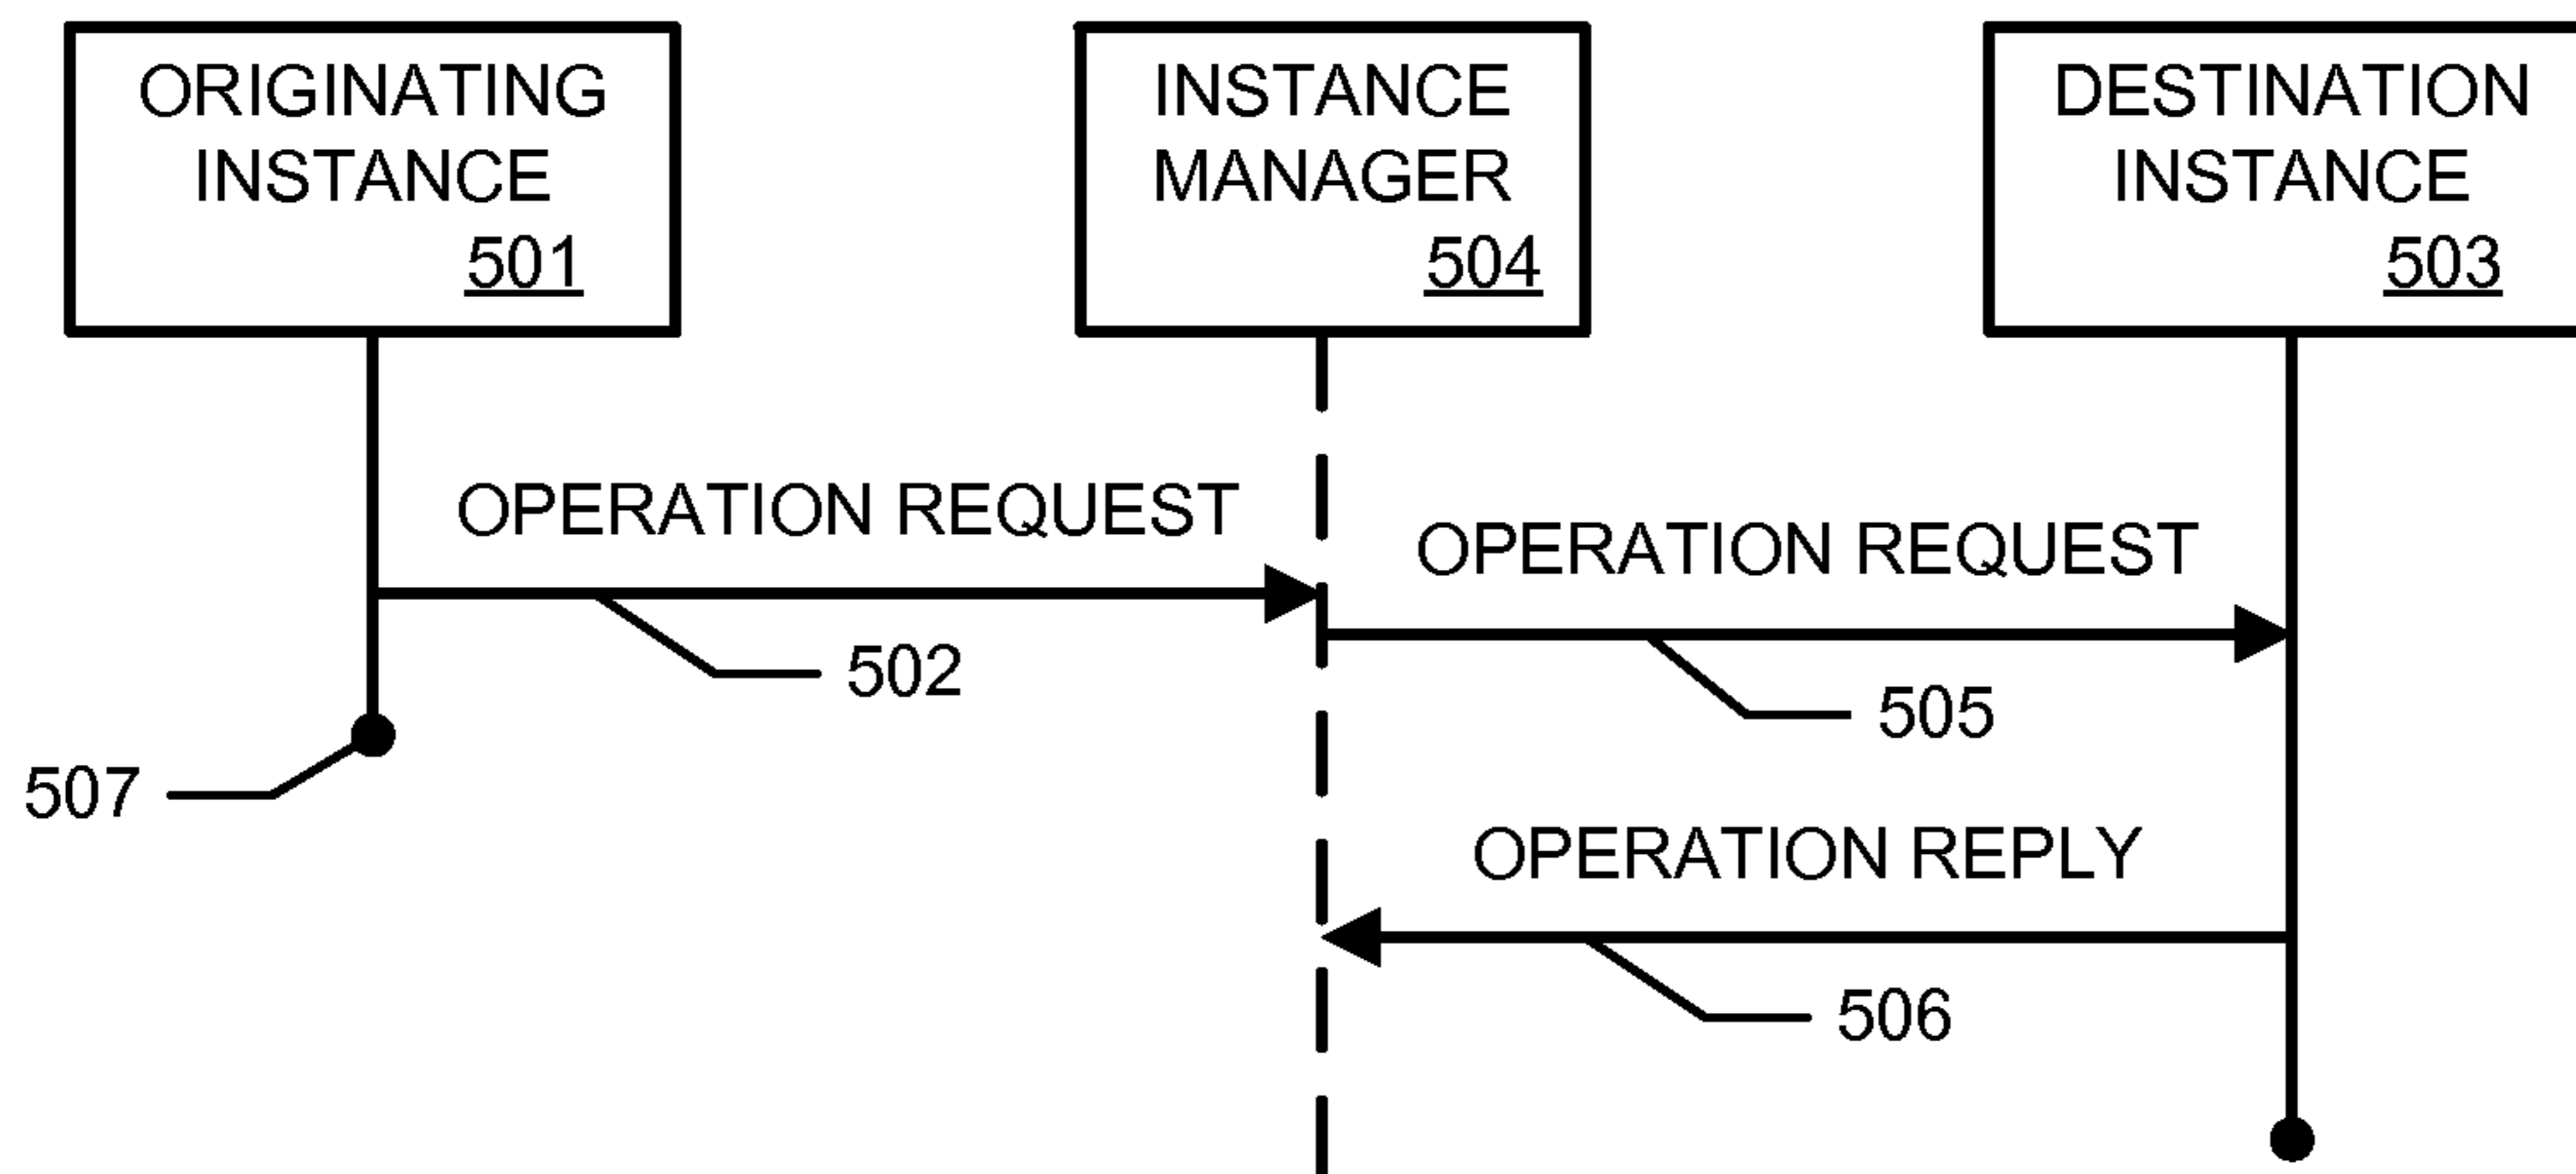 ORIGINATING
INSTANCE
501
INSTANCE
MANAGER
504
DESTINATION
INSTANCE
503
OPERATION REQUEST
502
OPERATION REQUEST
505
507
OPERATION REPLY
506